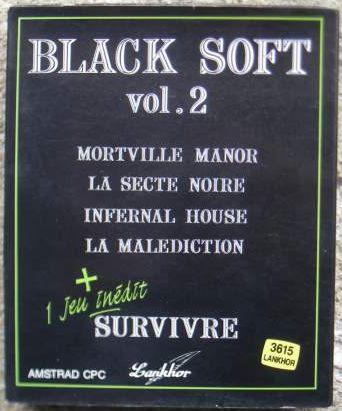 BLACK SOFT
vol.2
MORTVILLE MANOR
LA SECTE NOIRE
INFERNAL HOUSE
LA MALEDICTION
+
1 jeu inédit
SURVIVRE
3615
LANKHOR
AMSTRAD CPC
Lankhor